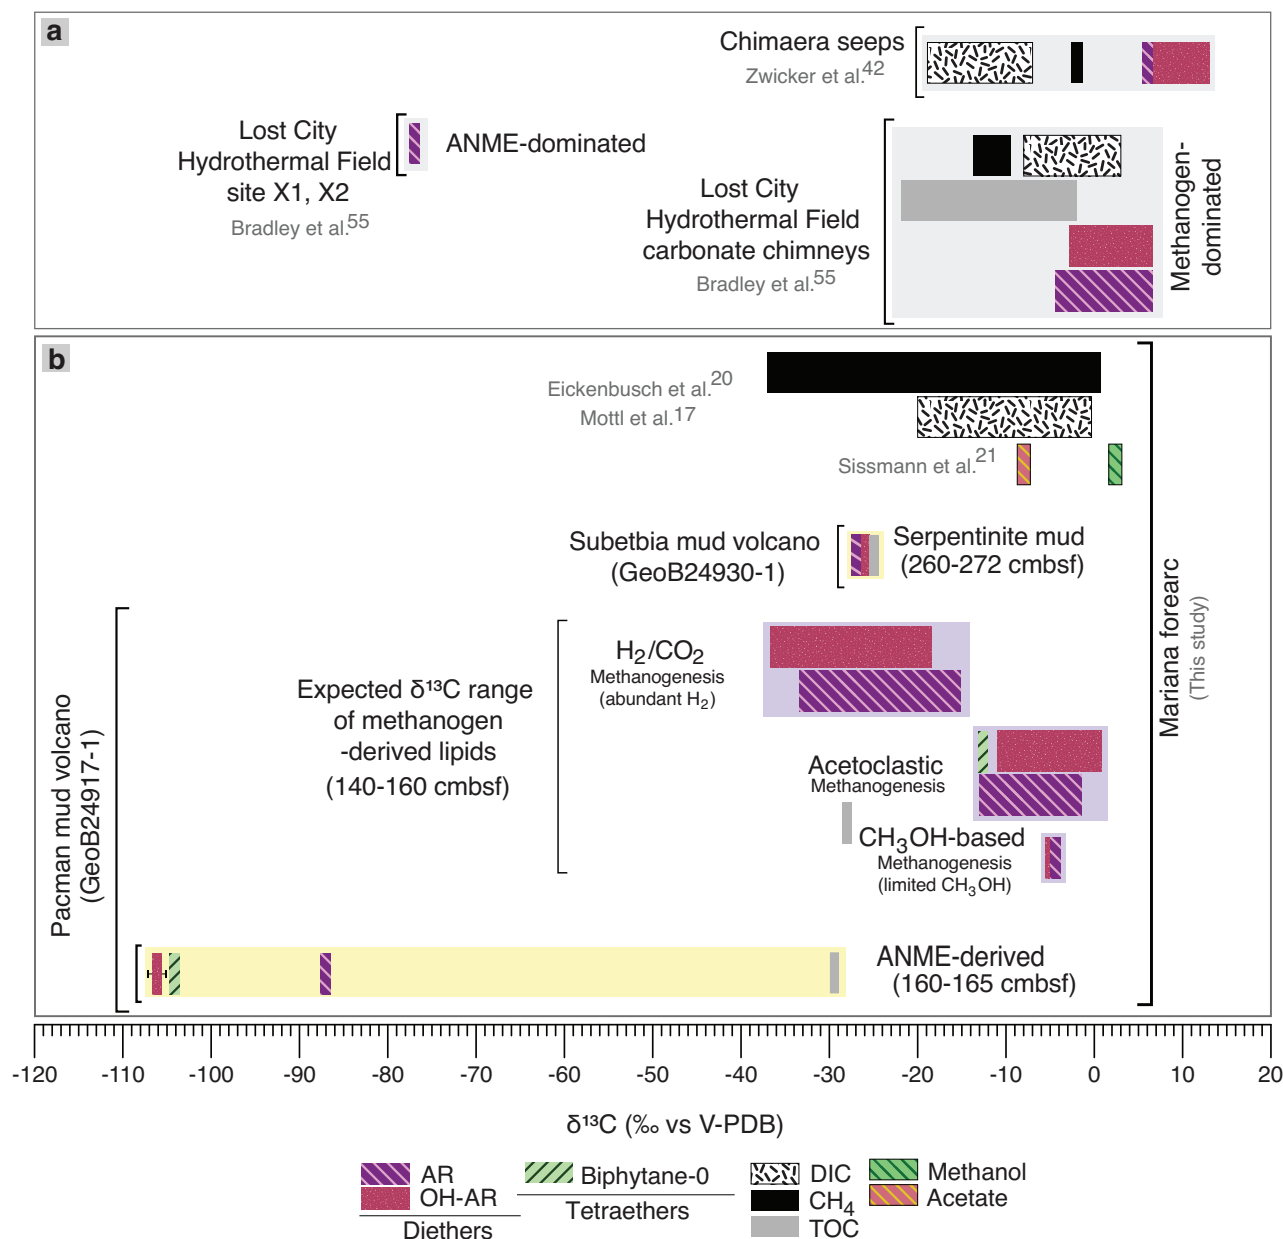 a
Chimaera seeps
Zwicker et al.42
Lost City
Hydrothermal Field
site X1, X2
Bradley et al.55
ANME-dominated
Lost City
Hydrothermal Field
carbonate chimneys
Bradley et al.55
Methanogen-
dominated
b
Eickenbusch et al.20
Mottl et al.17
Sissmann et al.21
Subetbia mud volcano
(GeoB24930-1)
Serpentinite mud
(260-272 cmbsf)
Mariana forearc
(This study)
Pacman mud volcano
(GeoB24917-1)
Expected δ¹³C range
of methanogen
-derived lipids
(140-160 cmbsf)
H2/CO2
Methanogenesis
(abundant H2)
Acetoclastic
Methanogenesis
CH3OH-based
Methanogenesis
(limited CH3OH)
ANME-derived
(160-165 cmbsf)
-120 -110 -100 -90 -80 -70 -60 -50 -40 -30 -20 -10 0 10 20
δ¹³C (‰ vs V-PDB)
AR
OH-AR
Diethers
Biphytane-0
Tetraethers
DIC
CH4
TOC
Methanol
Acetate